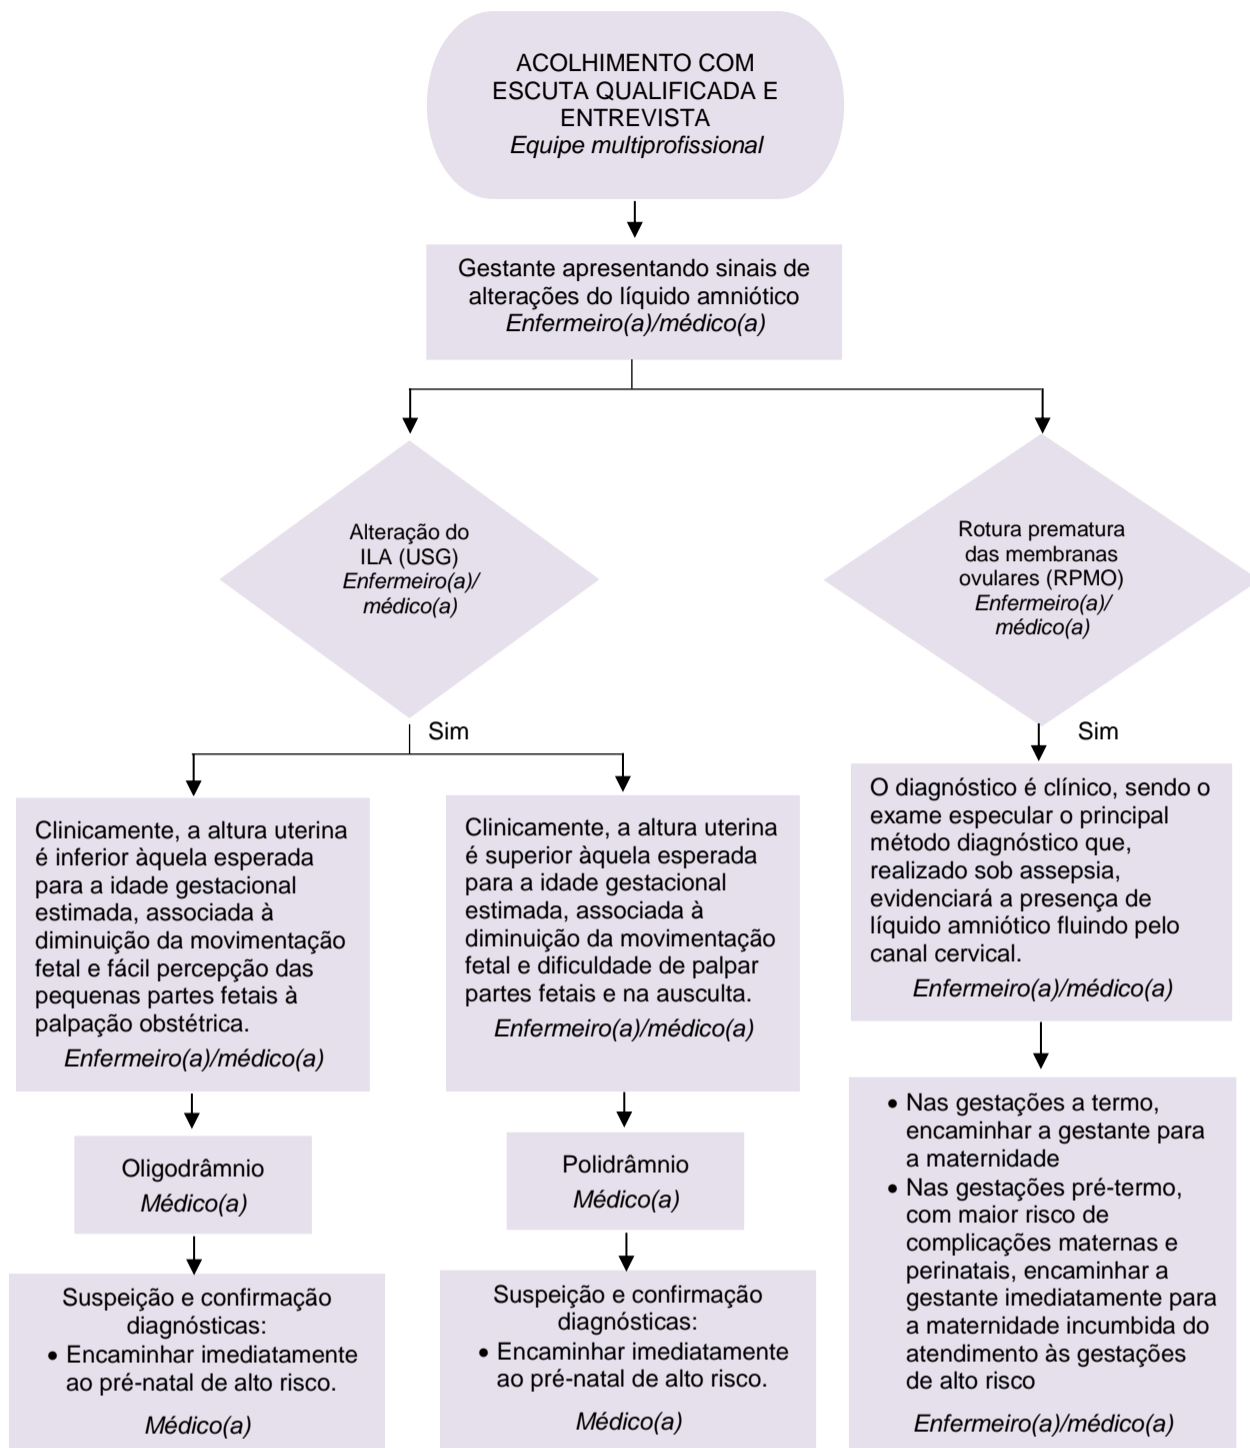 ACOLHIMENTO COM
ESCUTA QUALIFICADA E
ENTREVISTA
Equipe multiprofissional
Gestante apresentando sinais de
alterações do líquido amniótico
Enfermeiro(a)/médico(a)
Alteração do
ILA (USG)
Enfermeiro(a)/
médico(a)
Rotura prematura
das membranas
ovulares (RPMO)
Enfermeiro(a)/
médico(a)
Sim
Sim
Clinicamente, a altura uterina
é inferior àquela esperada
para a idade gestacional
estimada, associada à
diminuição da movimentação
fetal e fácil percepção das
pequenas partes fetais à
palpação obstétrica.
Enfermeiro(a)/médico(a)
Clinicamente, a altura uterina
é superior àquela esperada
para a idade gestacional
estimada, associada à
diminuição da movimentação
fetal e dificuldade de palpar
partes fetais e na ausculta.
Enfermeiro(a)/médico(a)
O diagnóstico é clínico, sendo o
exame especular o principal
método diagnóstico que,
realizado sob assepsia,
evidenciará a presença de
líquido amniótico fluindo pelo
canal cervical.
Enfermeiro(a)/médico(a)
Oligodrâmnio
Médico(a)
Polidrâmnio
Médico(a)
• Nas gestações a termo,
encaminhar a gestante para
a maternidade
• Nas gestações pré-termo,
com maior risco de
complicações maternas e
perinatais, encaminhar a
gestante imediatamente para
a maternidade incumbida do
atendimento às gestações
de alto risco
Enfermeiro(a)/médico(a)
Suspeição e confirmação
diagnósticas:
• Encaminhar imediatamente
ao pré-natal de alto risco.
Médico(a)
Suspeição e confirmação
diagnósticas:
• Encaminhar imediatamente
ao pré-natal de alto risco.
Médico(a)